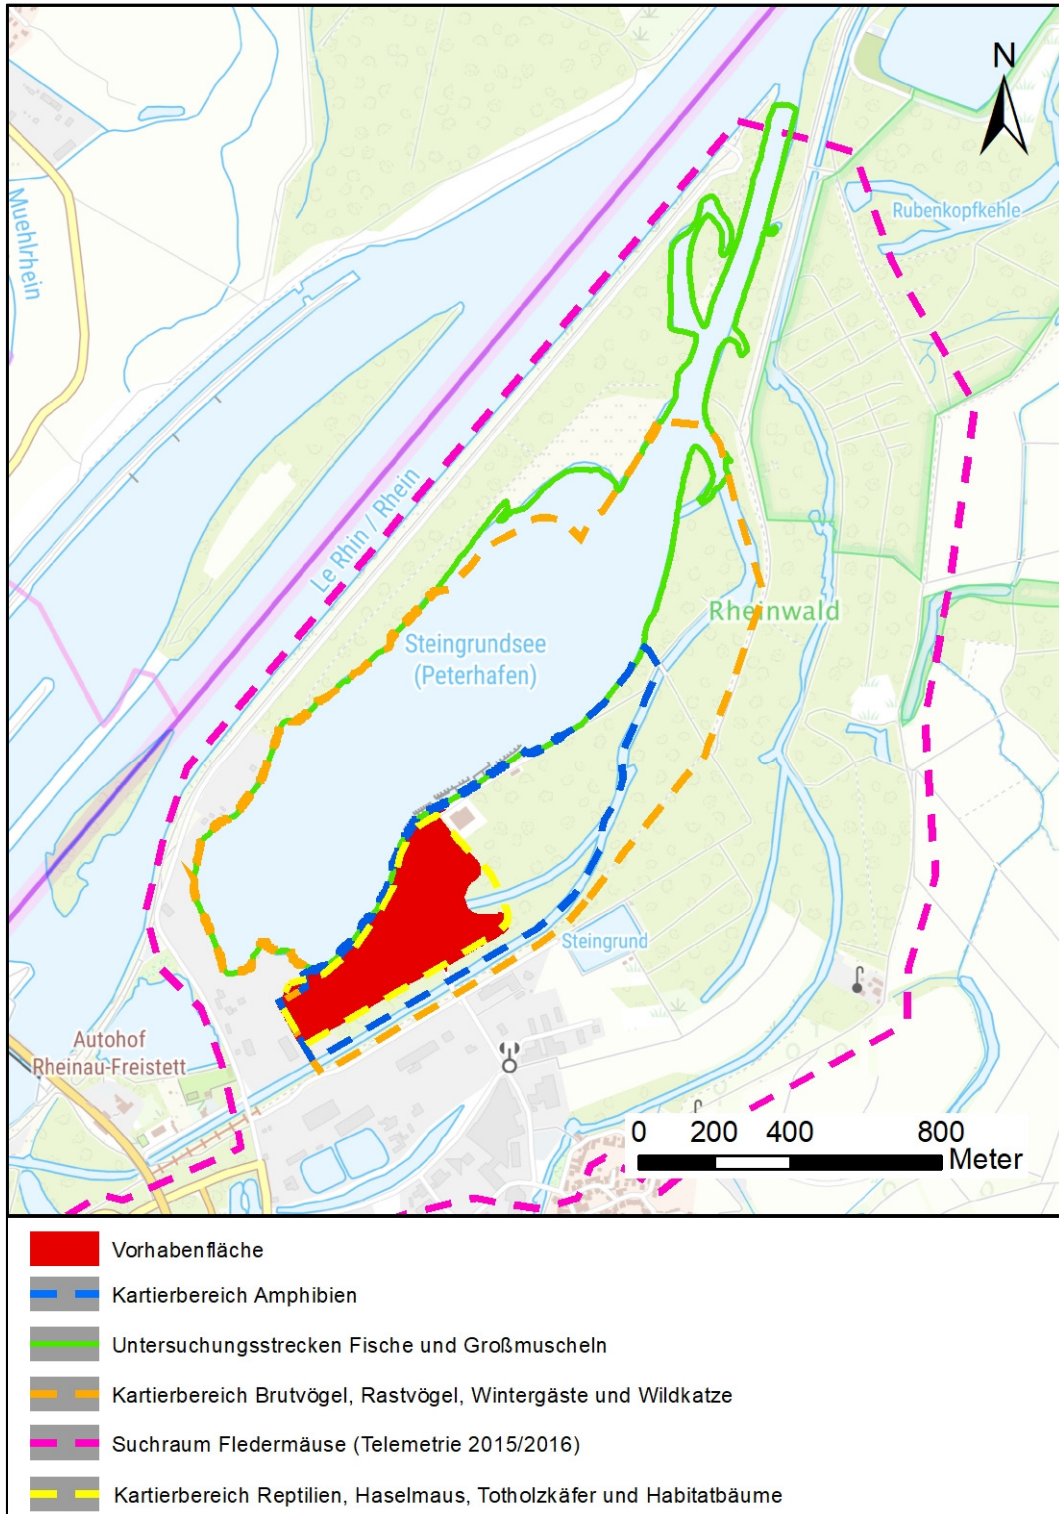 N
Muehlrhein
Rubenkopfkehle
Le Rhin / Rhein
Rheinwald
Steingrundsee
(Peterhafen)
Steingrund
Autohof
Rheinau-Freistett
0 200 400 800
Meter
Vorhabenfläche
Kartierbereich Amphibien
Untersuchungsstrecken Fische und Großmuscheln
Kartierbereich Brutvögel, Rastvögel, Wintergäste und Wildkatze
Suchraum Fledermäuse (Telemetrie 2015/2016)
Kartierbereich Reptilien, Haselmaus, Totholzkäfer und Habitatbäume